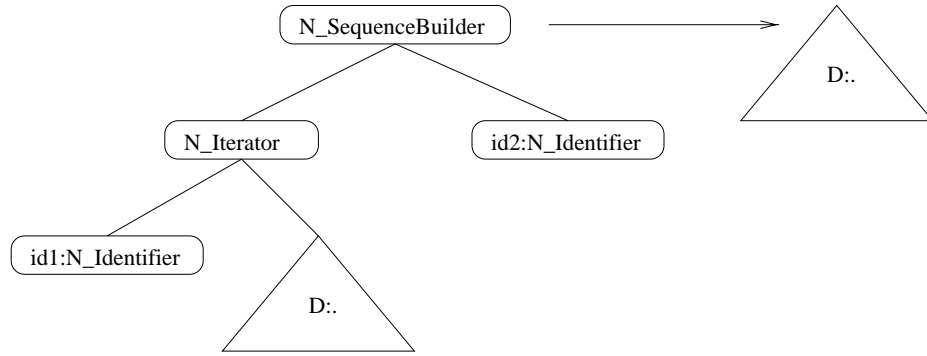 N_SequenceBuilder
D:.
N_Iterator
id2:N_Identifier
id1:N_Identifier
D:.